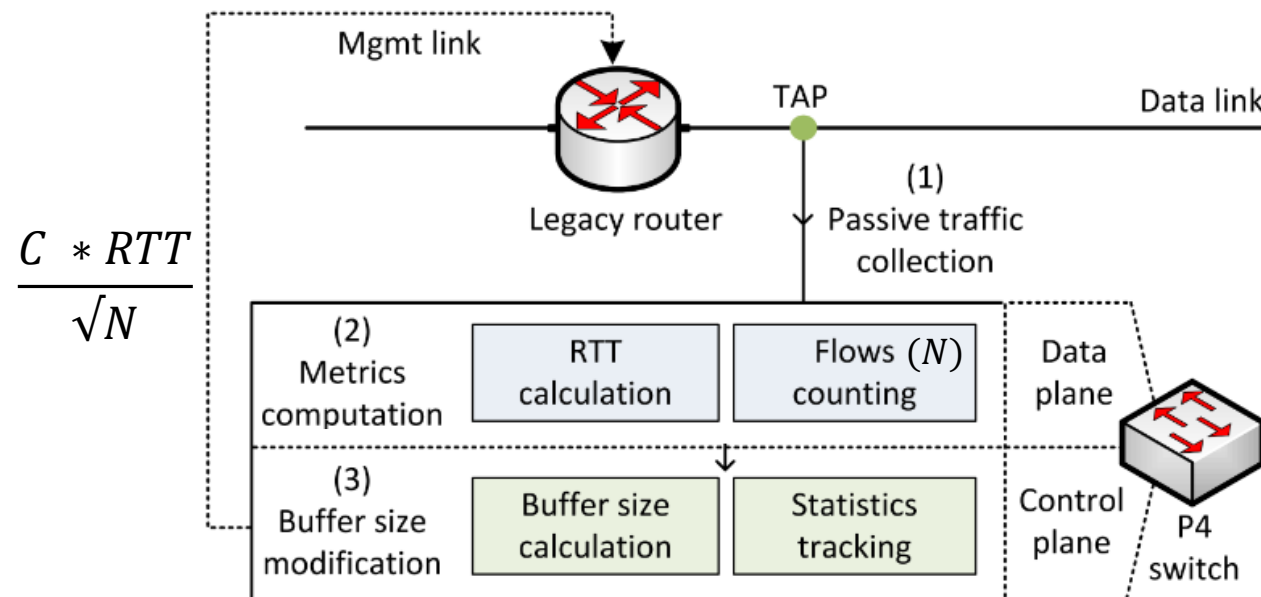 Mgmt link
TAP
Data link
Legacy router
(1)
Passive traffic
collection
C * RTT
√N
(2)
Metrics
computation
RTT
calculation
Flows (N)
counting
Data
plane
(3)
Buffer size
modification
Buffer size
calculation
Statistics
tracking
Control
plane
P4
switch